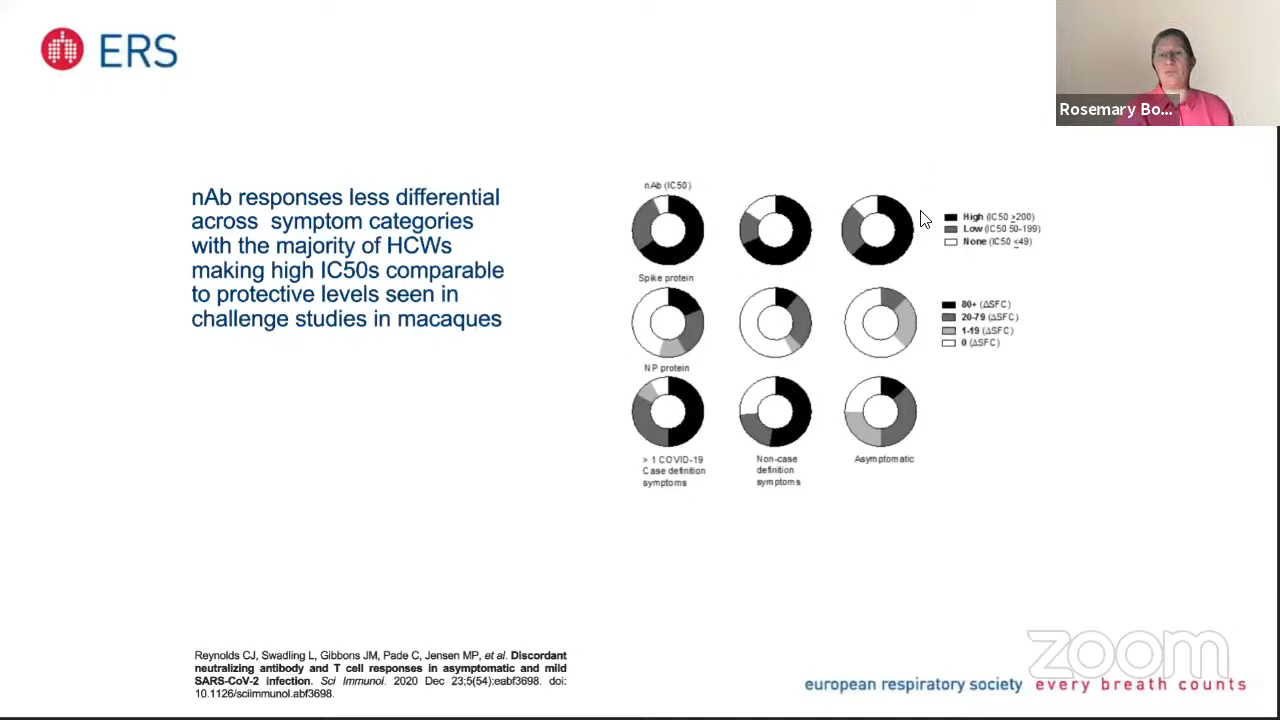 ERS
Rosemary Bo...
nAb responses less differential
across symptom categories
with the majority of HCWs
making high IC50s comparable
to protective levels seen in
challenge studies in macaques
nAb (IC50)
High (IC50 >200)
Low (IC50 50-199)
None (IC50 <49)
Spike protein
80+ (ΔSFC)
20-79 (ΔSFC)
1-19 (ΔSFC)
0 (ΔSFC)
NP protein
> 1 COVID-19
Case definition
symptoms
Non-case
definition
symptoms
Asymptomatic
Reynolds CJ, Swadling L, Gibbons JM, Pade C, Jensen MP, et al. Discordant
neutralizing antibody and T cell responses in asymptomatic and mild
SARS-CoV-2 infection. Sci Immunol. 2020 Dec 23;5(54):eabf3698. doi:
10.1126/sciimmunol.abf3698.
zoom
european respiratory society every breath counts